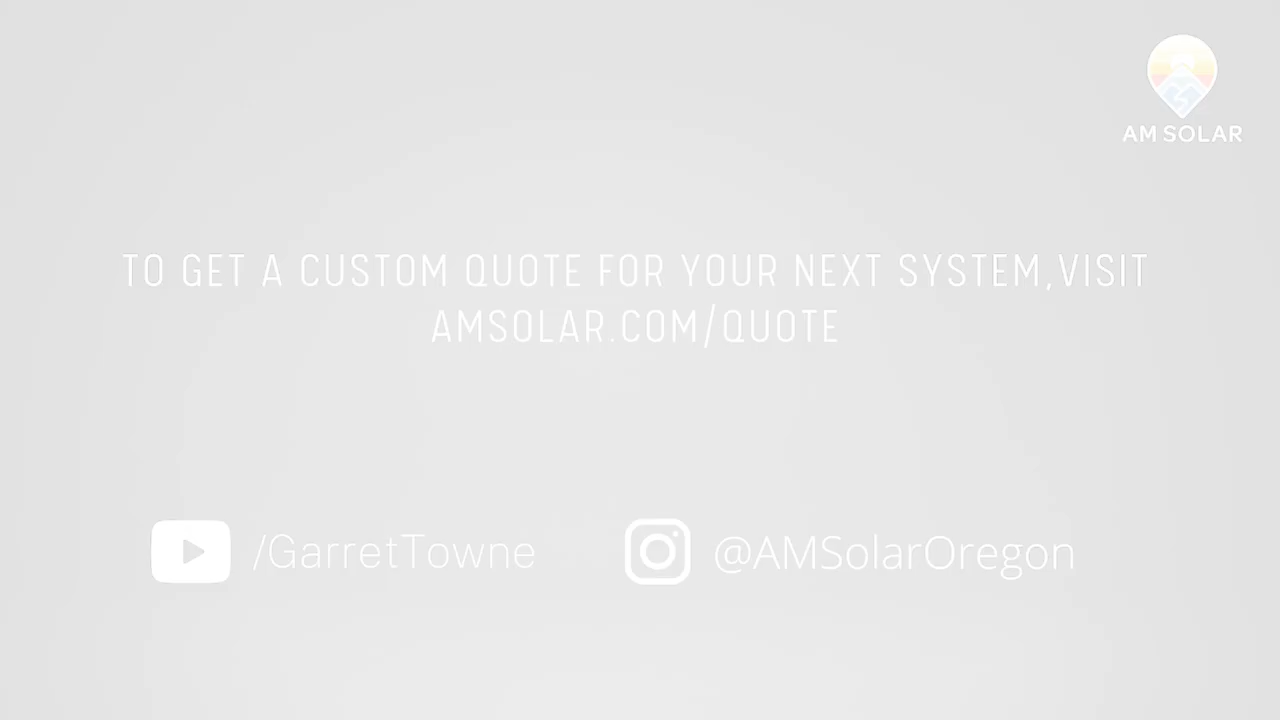 AM SOLAR
TO GET A CUSTOM QUOTE FOR YOUR NEXT SYSTEM,VISIT
AMSOLAR.COM/QUOTE
/GarretTowne
@AMSolarOregon